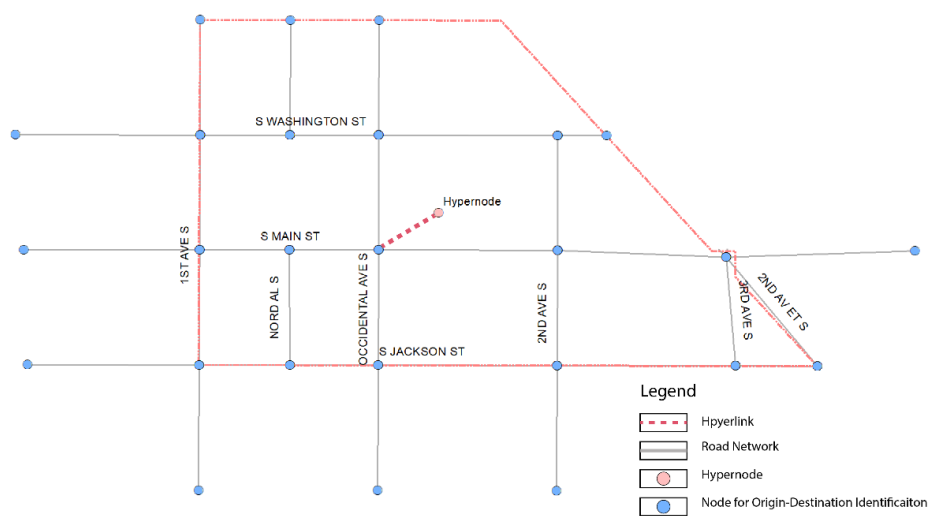 S WASHINGTON ST
Hypernode
S MAIN ST
1ST AVE S
NORD AL S
OCCIDENTAL AVE S
2ND AVE S
3RD AVE S
2ND AV ET S
S JACKSON ST
Legend
Hpyerlink
Road Network
Hypernode
Node for Origin-Destination Identificaiton